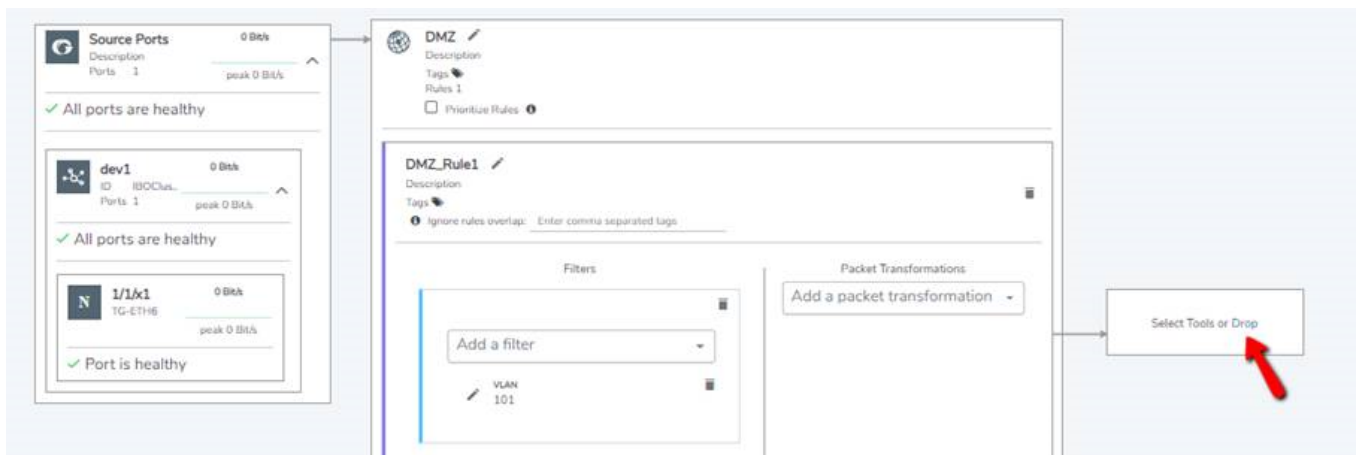 Source Ports
0 Bit/s
Description
Ports 1
peak 0 Bit/s
All ports are healthy
dev1
0 Bit/s
ID IBOClus...
Ports 1
peak 0 Bit/s
All ports are healthy
N
1/1/x1
0 Bit/s
TG-ETH6
peak 0 Bit/s
Port is healthy
DMZ
Description
Tags
Rules 1
Prioritize Rules
DMZ_Rule1
Description
Tags
Ignore rules overlap: Enter comma separated tags
Filters
Add a filter
VLAN
101
Packet Transformations
Add a packet transformation
Select Tools or Drop